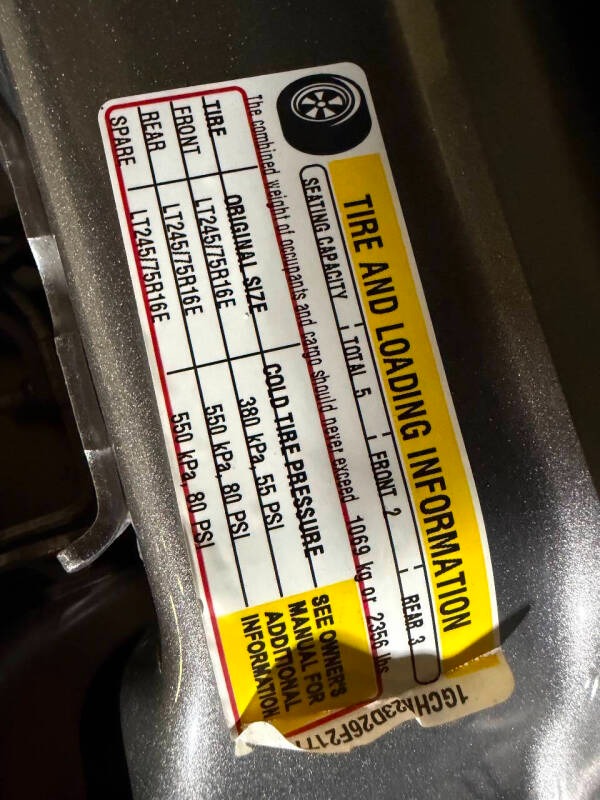 TIRE AND LOADING INFORMATION
SEATING CAPACITY TOTAL 5 FRONT 2 REAR 3
The combined weight of occupants and cargo should never exceed 1069 kg or 2356 lbs
TIRE ORIGINAL SIZE COLD TIRE PRESSURE
FRONT LT245/75R16E 380 kPa, 55 PSI
REAR LT245/75R16E 550 kPa, 80 PSI
SPARE LT245/75R16E 550 kPa, 80 PSI
SEE OWNER'S
MANUAL FOR
ADDITIONAL
INFORMATION